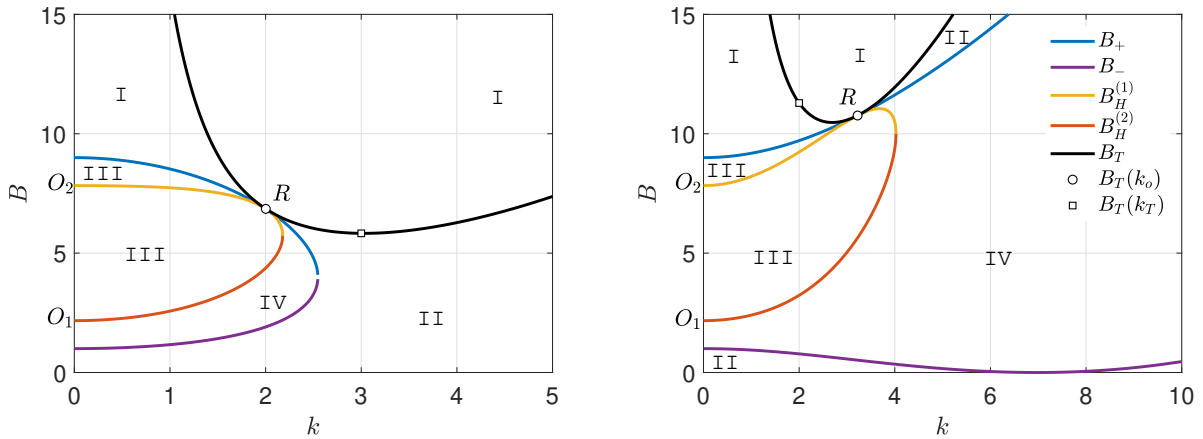 15
10
5
0
B
0
1
2
3
4
5
k
I
I
III
O₂
R
III
O₁
IV
II
15
10
5
0
B
0
2
4
6
8
10
k
I
I
II
R
III
O₂
III
IV
O₁
II
B₊
B₋
B_H^(1)
B_H^(2)
B_T
B_T(k_o)
B_T(k_T)